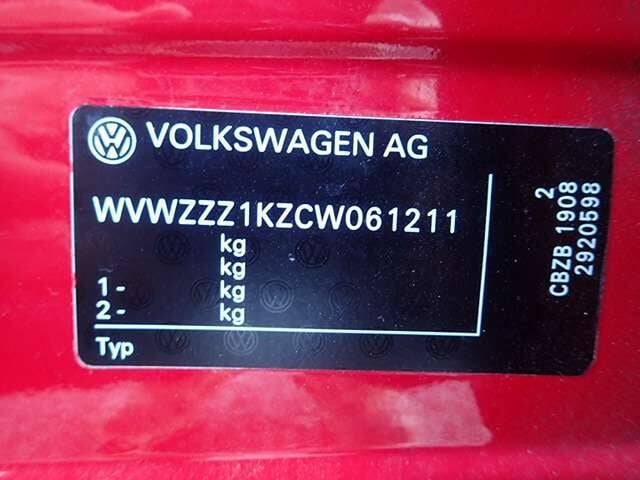 VOLKSWAGEN AG
WVWZZZ1KZCW061211
kg
kg
1- kg
2- kg
Typ
2
CBZB 1908
2920598